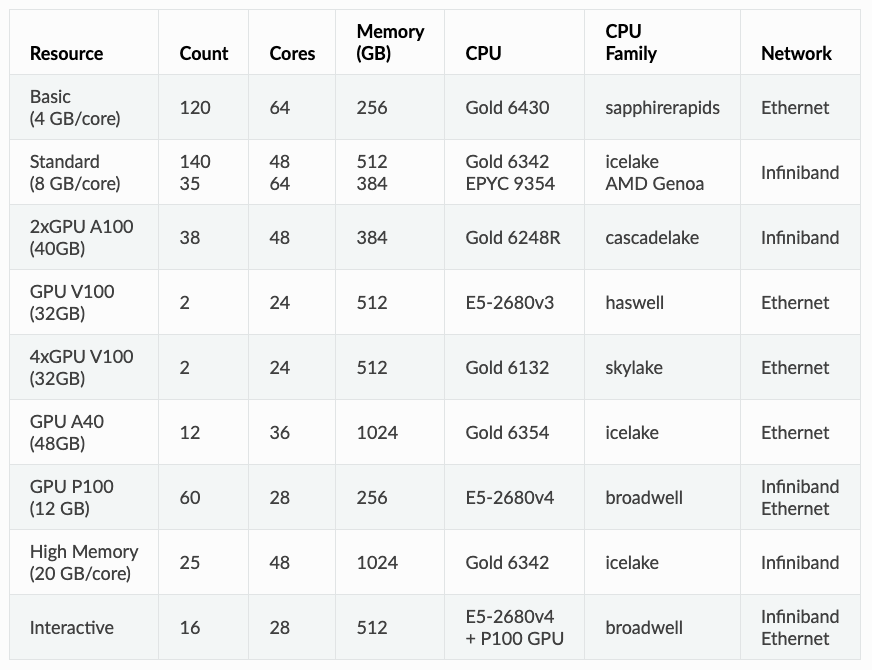 Resource Count Cores Memory (GB) CPU CPU Family Network
Basic (4 GB/core) 120 64 256 Gold 6430 sapphirerapids Ethernet
Standard (8 GB/core) 140 35 48 64 512 384 Gold 6342 EPYC 9354 icelake AMD Genoa Infiniband
2xGPU A100 (40GB) 38 48 384 Gold 6248R cascadelake Infiniband
GPU V100 (32GB) 2 24 512 E5-2680v3 haswell Ethernet
4xGPU V100 (32GB) 2 24 512 Gold 6132 skylake Ethernet
GPU A40 (48GB) 12 36 1024 Gold 6354 icelake Ethernet
GPU P100 (12 GB) 60 28 256 E5-2680v4 broadwell Infiniband Ethernet
High Memory (20 GB/core) 25 48 1024 Gold 6342 icelake Infiniband
Interactive 16 28 512 E5-2680v4 + P100 GPU broadwell Infiniband Ethernet